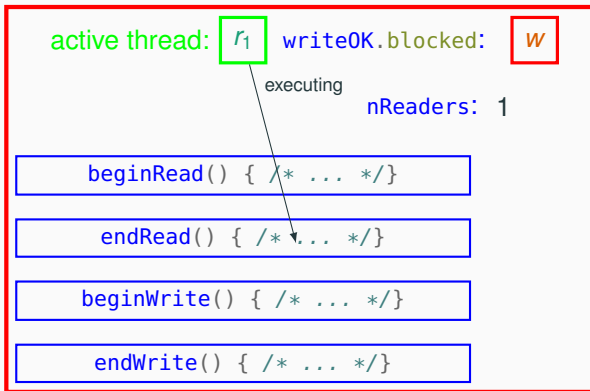 active thread: r1 writeOK.blocked: w
executing
nReaders: 1
beginRead() { /* ... */}
endRead() { /* ... */}
beginWrite() { /* ... */}
endWrite() { /* ... */}